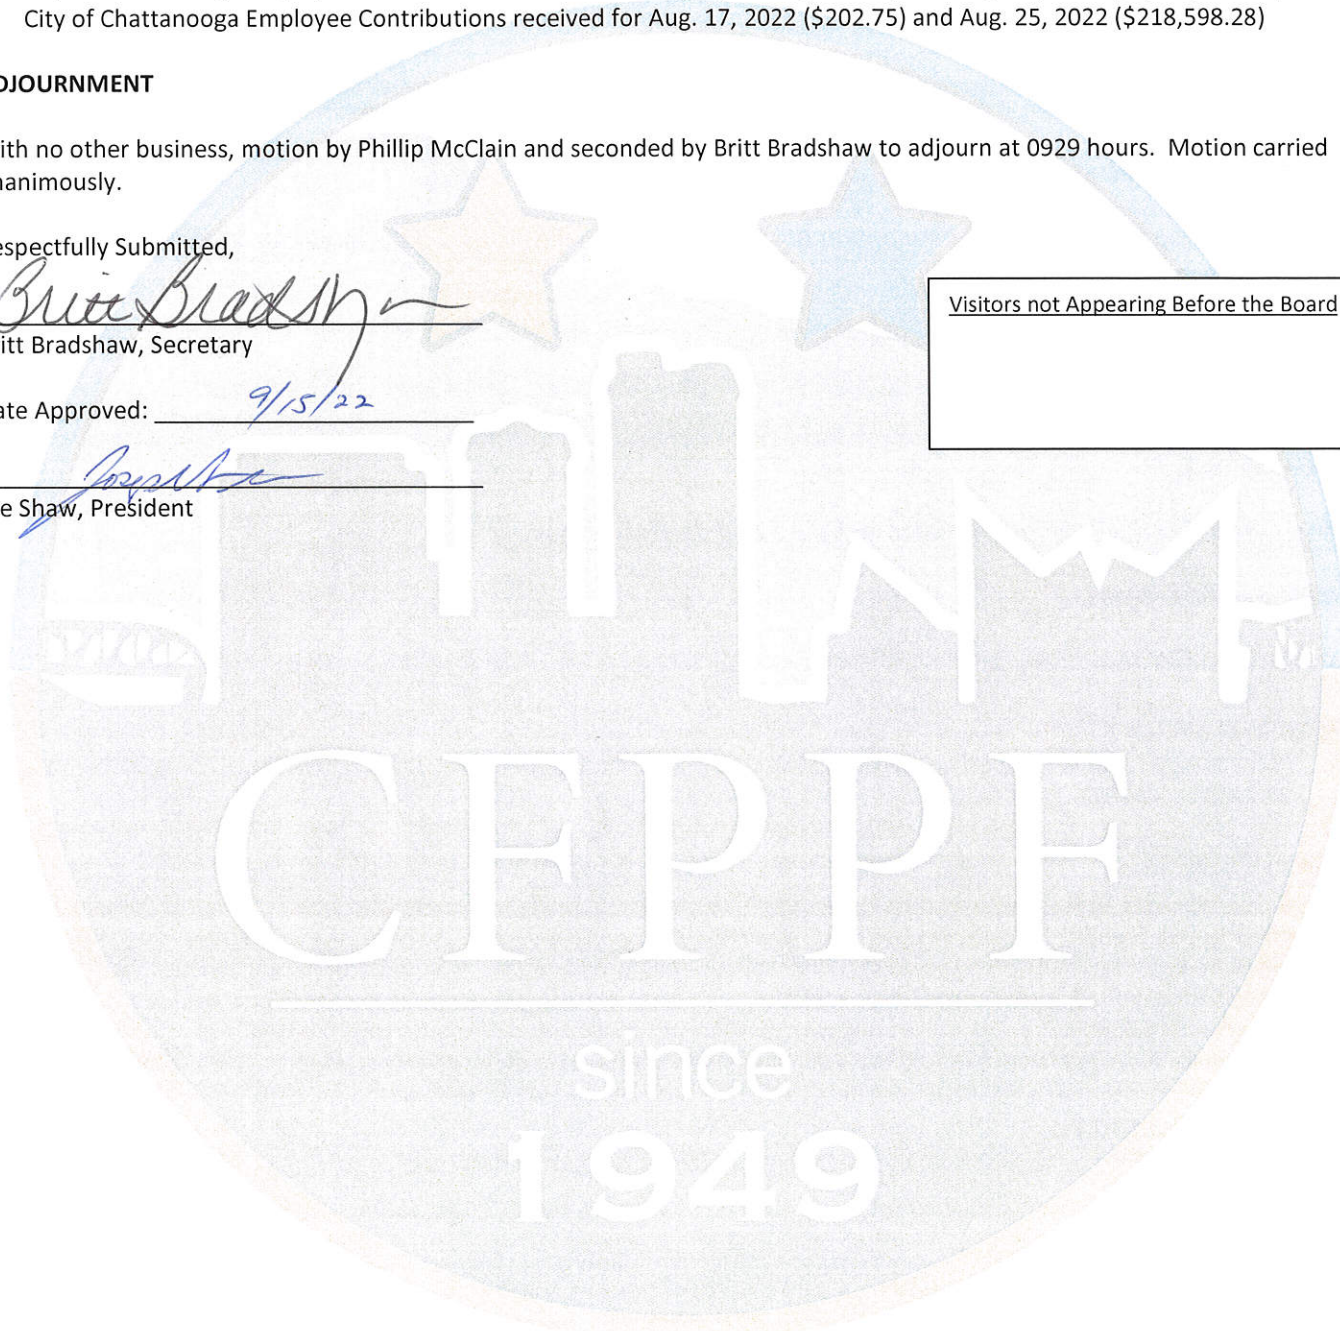 City of Chattanooga Employee Contributions received for Aug. 17, 2022 ($202.75) and Aug. 25, 2022 ($218,598.28)
DJOURNMENT
ith no other business, motion by Phillip McClain and seconded by Britt Bradshaw to adjourn at 0929 hours. Motion carried
nanimously.
espectfully Submitted,
Britt Bradshaw
itt Bradshaw, Secretary
Visitors not Appearing Before the Board
ate Approved: 9/15/22
e Shaw, President
CFPPF
since
1949